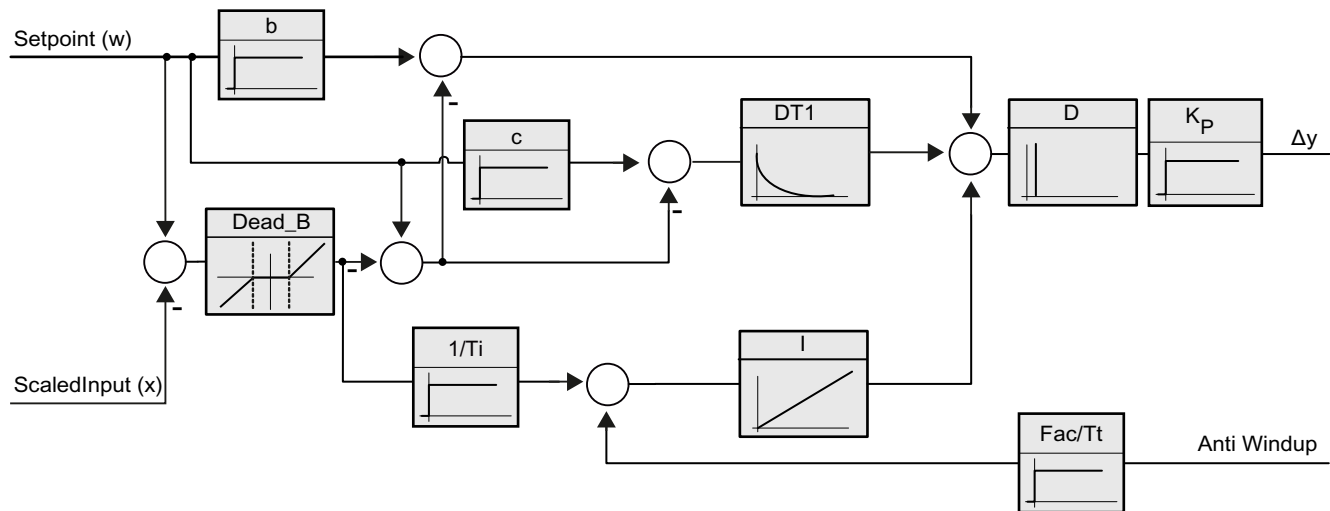 Setpoint (w)
b
-
c
-
DT1
D
K_P
Δy
Dead_B
-
-
ScaledInput (x)
1/Ti
I
Fac/Tt
Anti Windup